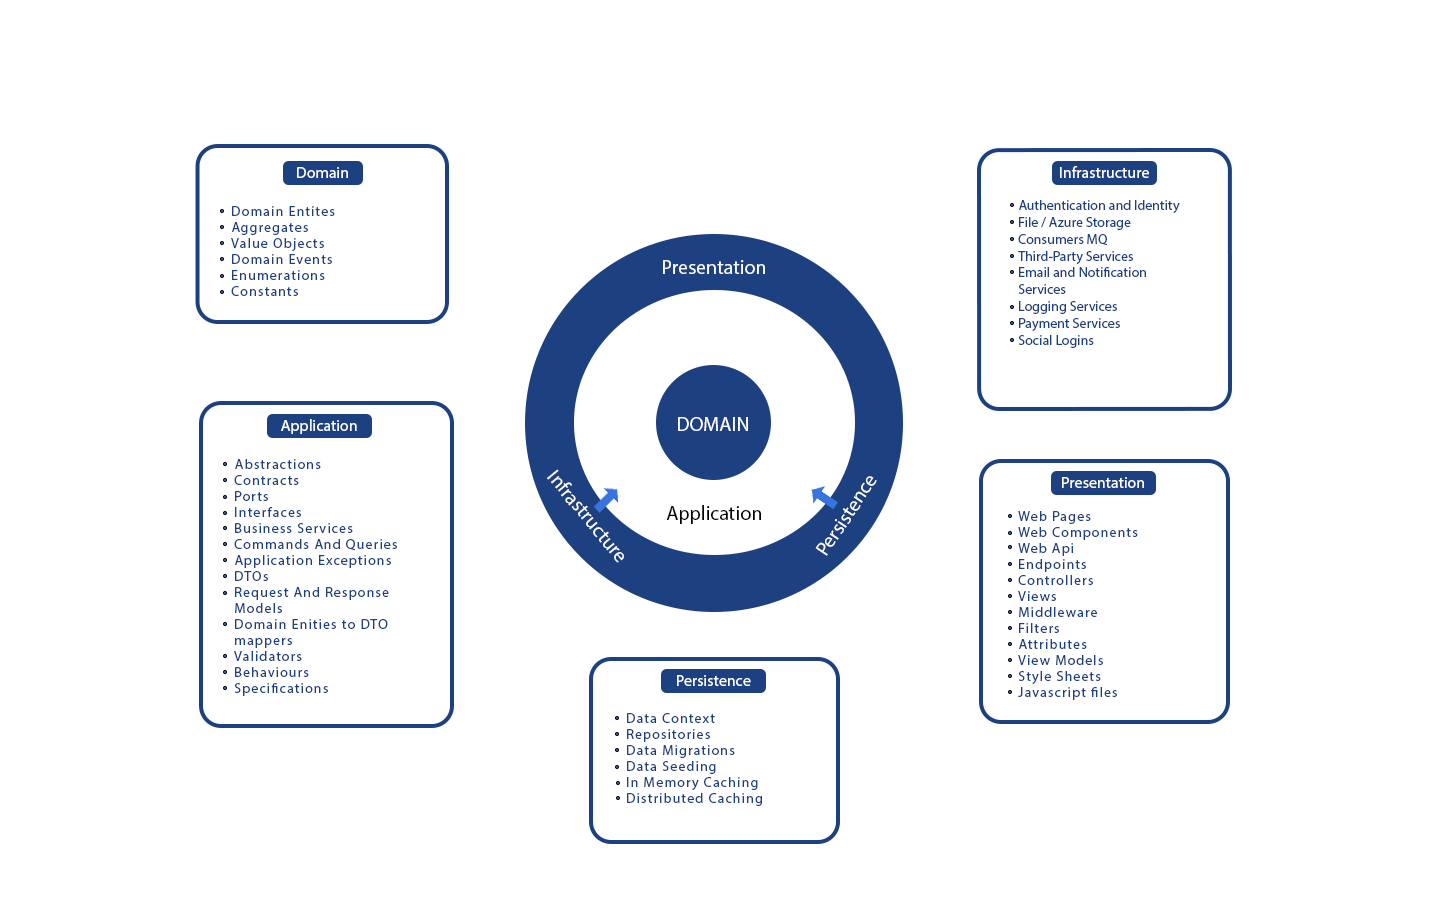 Domain
Domain Entites
Aggregates
Value Objects
Domain Events
Enumerations
Constants
Application
Abstractions
Contracts
Ports
Interfaces
Business Services
Commands And Queries
Application Exceptions
DTOs
Request And Response
Models
Domain Enities to DTO
mappers
Validators
Behaviours
Specifications
Presentation
DOMAIN
Infrastructure
Application
Persistence
Persistence
Data Context
Repositories
Data Migrations
Data Seeding
In Memory Caching
Distributed Caching
Infrastructure
Authentication and Identity
File / Azure Storage
Consumers MQ
Third-Party Services
Email and Notification
Services
Logging Services
Payment Services
Social Logins
Presentation
Web Pages
Web Components
Web Api
Endpoints
Controllers
Views
Middleware
Filters
Attributes
View Models
Style Sheets
Javascript files